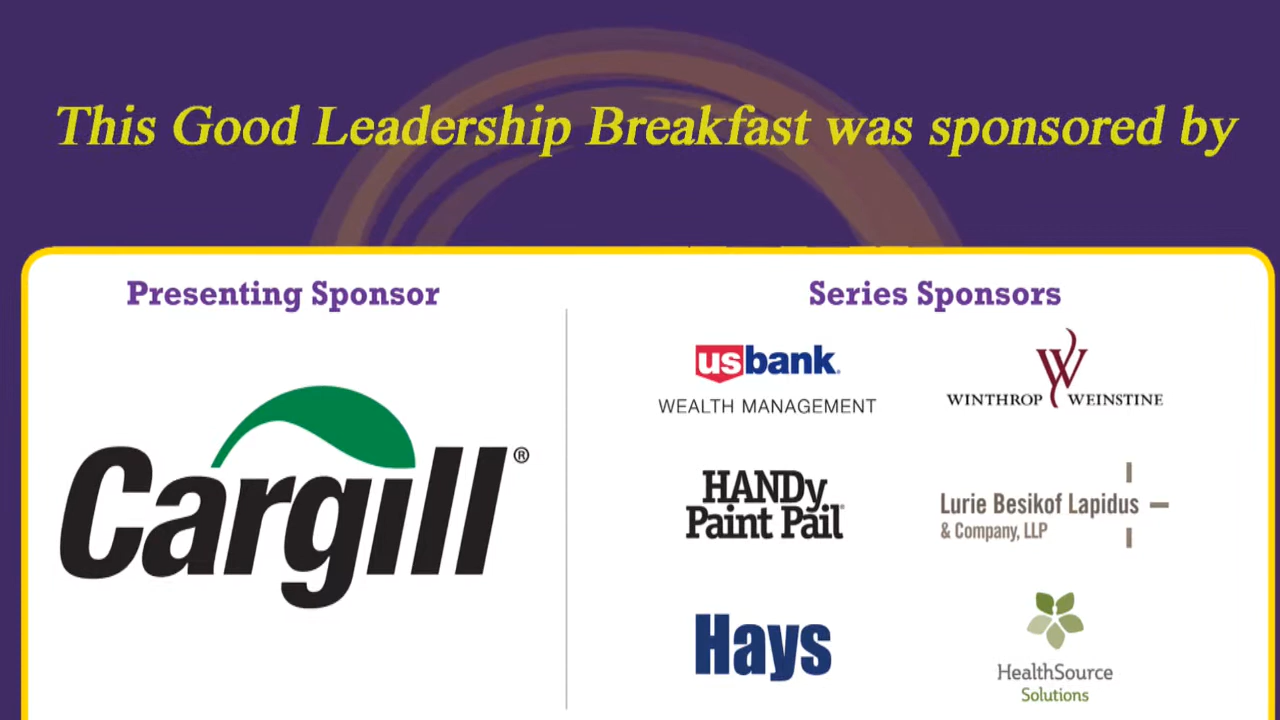 This Good Leadership Breakfast was sponsored by
Presenting Sponsor
Cargill®
Series Sponsors
usbank.
WEALTH MANAGEMENT
WINTHROP WEINSTINE
HANDy
Paint Pail
Lurie Besikof Lapidus
& Company, LLP
Hays
HealthSource
Solutions